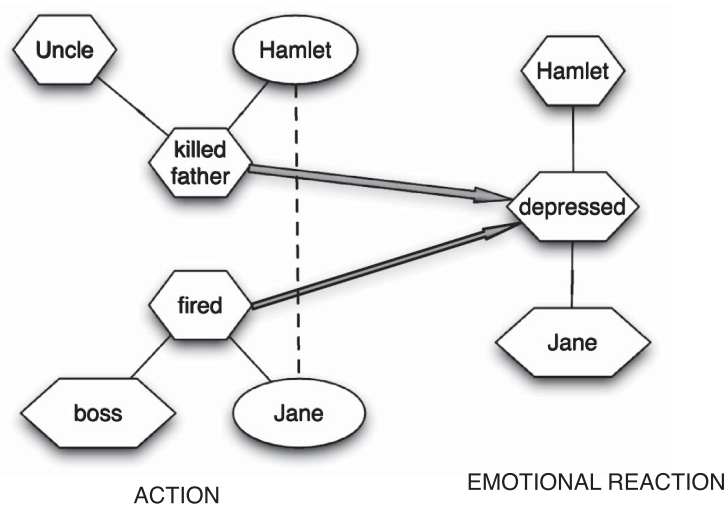 Uncle
Hamlet
Hamlet
killed
father
depressed
fired
Jane
boss
Jane
ACTION
EMOTIONAL REACTION